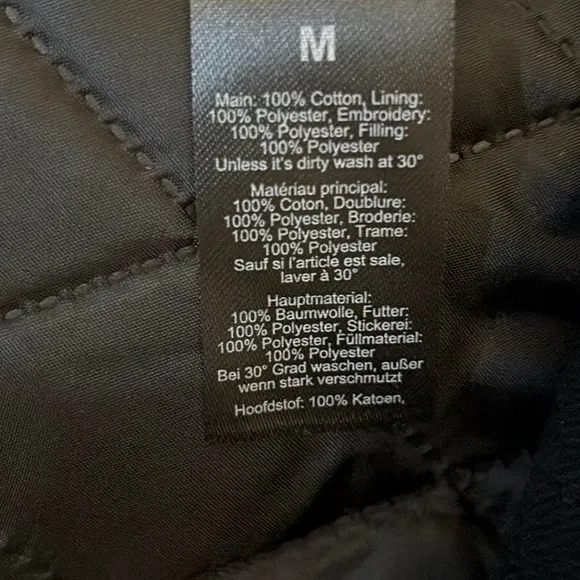 M
Main: 100% Cotton, Lining:
100% Polyester, Embroidery:
100% Polyester, Filling:
100% Polyester
Unless it's dirty wash at 30°
Matériau principal:
100% Coton, Doublure:
100% Polyester, Broderie:
100% Polyester, Trame:
100% Polyester
Sauf si l'article est sale,
laver à 30°
Hauptmaterial:
100% Baumwolle, Futter:
100% Polyester, Stickerei:
100% Polyester, Füllmaterial:
100% Polyester
Bei 30° Grad waschen, außer
wenn stark verschmutzt
Hoofdstof: 100% Katoen,